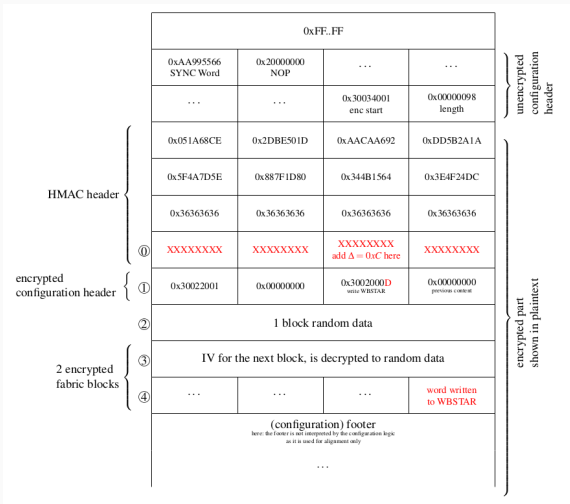 0xFF..FF
0xAA995566 0x20000000 . . . . . .
SYNC Word NOP
. . . . . . 0x30034001 0x00000098
enc start length
unencrypted
configuration
header
HMAC header
0x051A68CE 0x2DBE501D 0xAACAA692 0xDD5B2A1A
0x5F4A7D5E 0x887F1D80 0x344B1564 0x3E4F24DC
0x36363636 0x36363636 0x36363636 0x36363636
⓪ XXXXXXXX XXXXXXXX XXXXXXXX XXXXXXXX
add Δ = 0xC here
encrypted
configuration header
① 0x30022001 0x00000000 0x3002000D 0x00000000
write WBSTAR previous content
② 1 block random data
2 encrypted
fabric blocks
③ IV for the next block, is decrypted to random data
④ . . . . . . . . . word written
to WBSTAR
(configuration) footer
here: the footer is not interpreted by the configuration logic
as it is used for alignment only
. . .
encrypted part
shown in plaintext